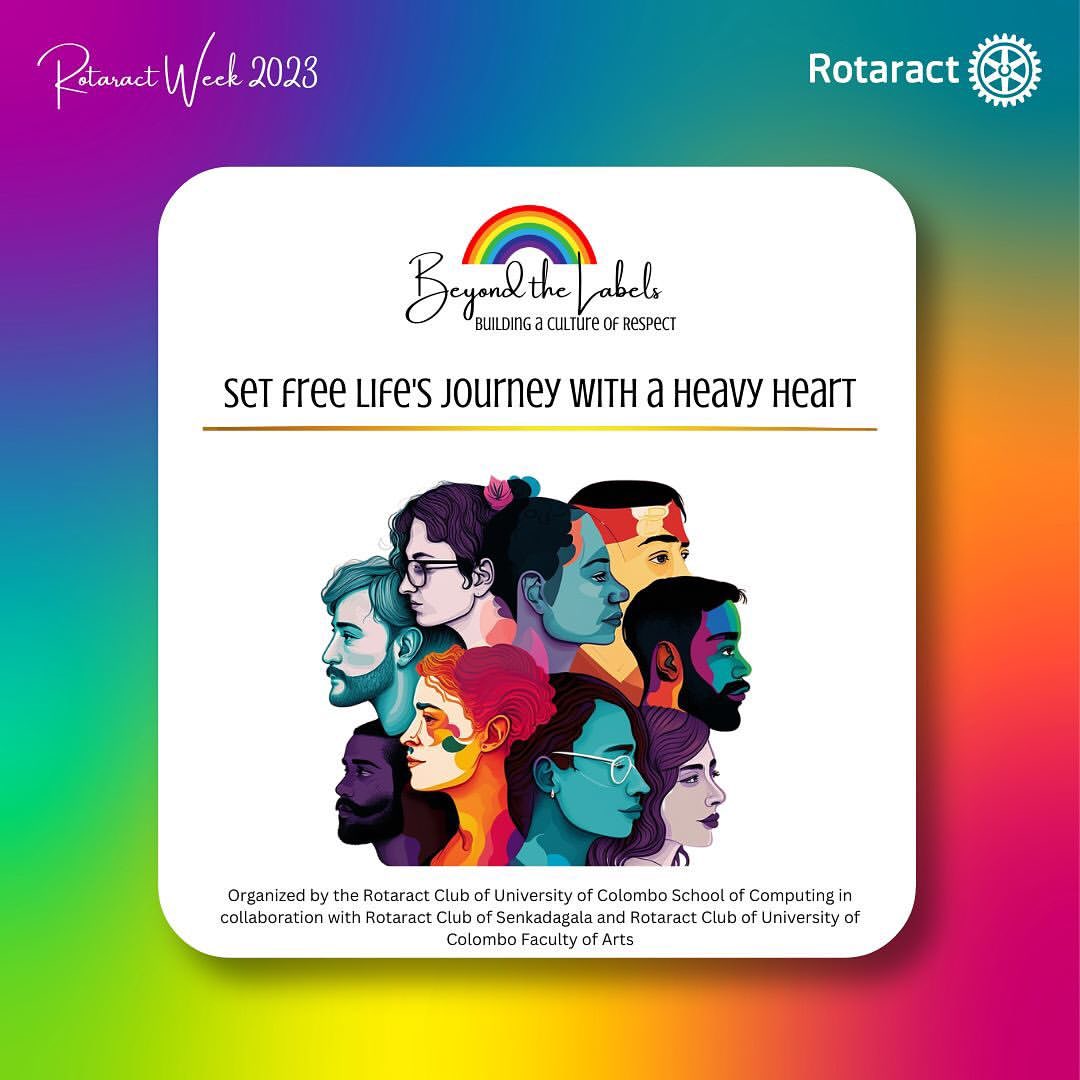 Rotaract Week 2023
Rotaract
Beyond the Labels
BUILDING a CULTURE OF RESPECT
SET FREE LIFE'S JOURNEY WITH a HEAVY HEART
Organized by the Rotaract Club of University of Colombo School of Computing in
collaboration with Rotaract Club of Senkadagala and Rotaract Club of University of
Colombo Faculty of Arts